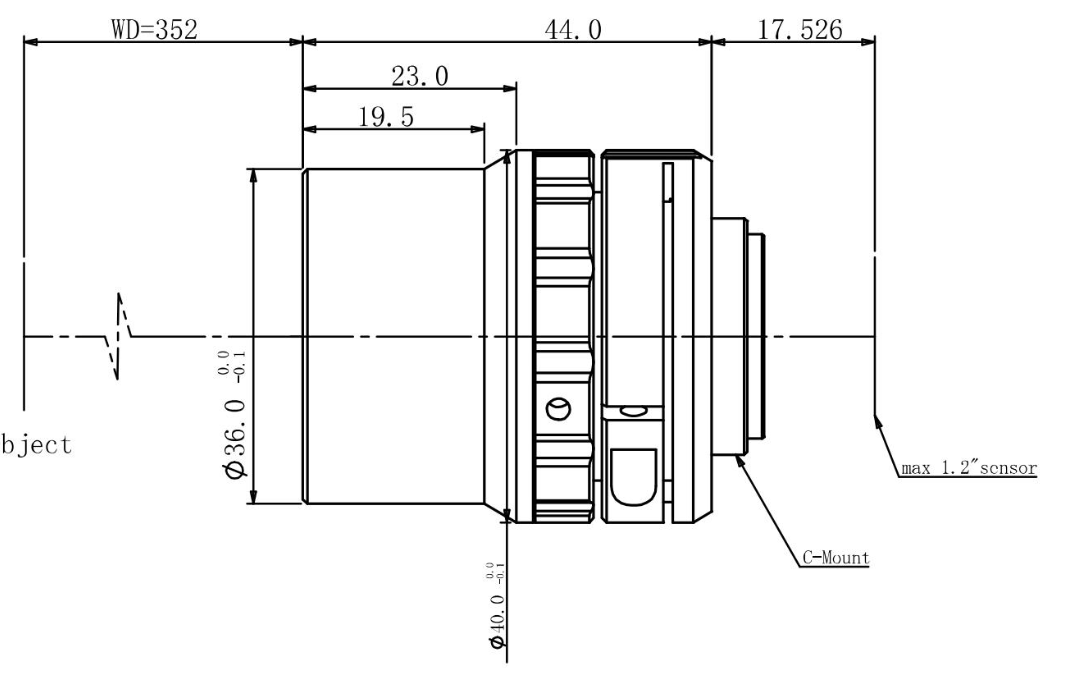 WD=352
44.0
17.526
23.0
19.5
ϕ36.0 0.0 -0.1
bject
max 1.2"sensor
C-Mount
ϕ40.0 0.0 -0.1